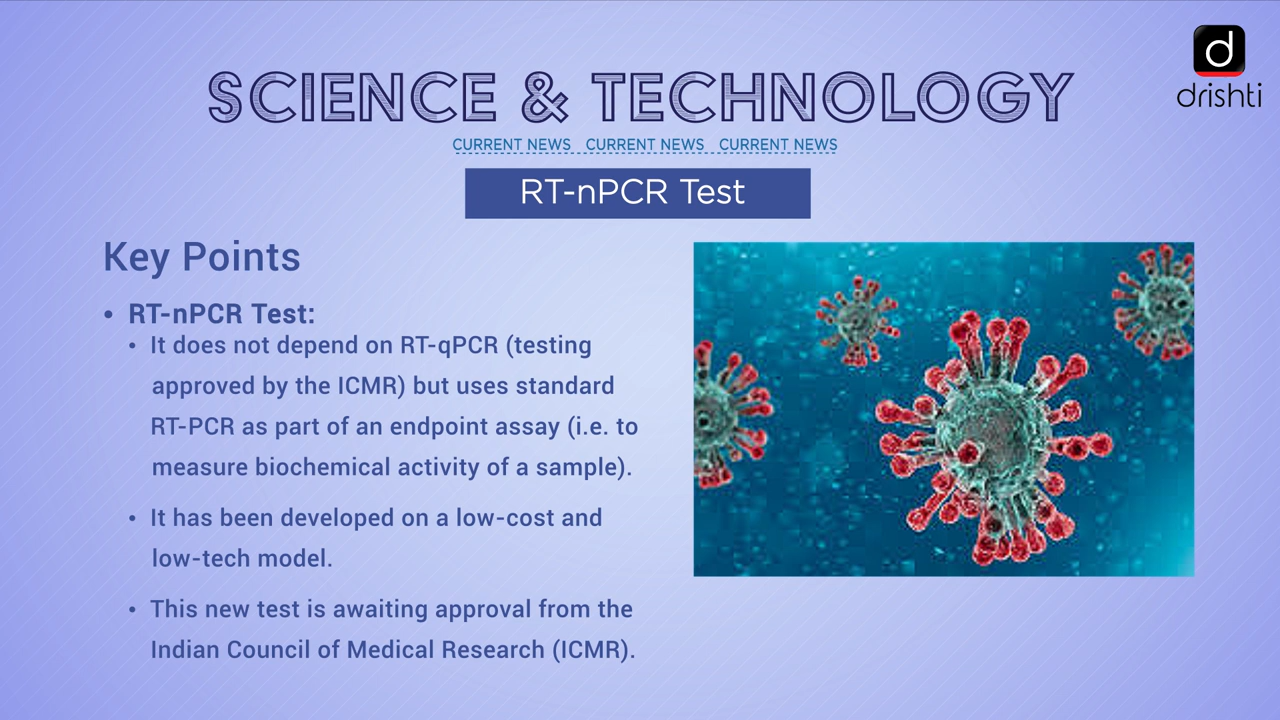 SCIENCE & TECHNOLOGY
d
drishti
CURRENT NEWS CURRENT NEWS CURRENT NEWS
RT-nPCR Test
Key Points
• RT-nPCR Test:
• It does not depend on RT-qPCR (testing
approved by the ICMR) but uses standard
RT-PCR as part of an endpoint assay (i.e. to
measure biochemical activity of a sample).
• It has been developed on a low-cost and
low-tech model.
• This new test is awaiting approval from the
Indian Council of Medical Research (ICMR).